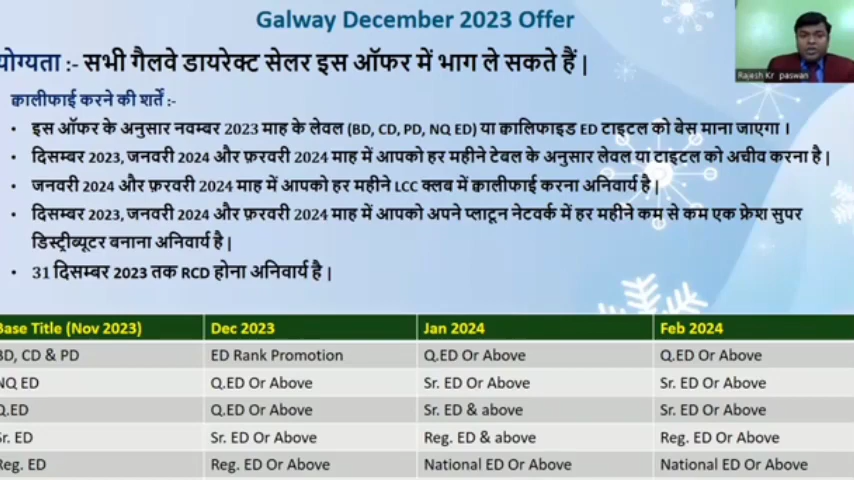 Galway December 2023 Offer
Rajesh Kr paswan
योग्यता :- सभी गैलवे डायरेक्ट सेलर इस ऑफर में भाग ले सकते हैं |
क़ालीफाई करने की शर्तें :-
• इस ऑफर के अनुसार नवम्बर 2023 माह के लेवल (BD, CD, PD, NQ ED) या क़ालिफाइड ED टाइटल को बेस माना जाएगा ।
• दिसम्बर 2023, जनवरी 2024 और फ़रवरी 2024 माह में आपको हर महीने टेबल के अनुसार लेवल या टाइटल को अचीव करना है |
• जनवरी 2024 और फ़रवरी 2024 माह में आपको हर महीने LCC क्लब में क़ालीफाई करना अनिवार्य है |
• दिसम्बर 2023, जनवरी 2024 और फ़रवरी 2024 माह में आपको अपने प्लाटून नेटवर्क में हर महीने कम से कम एक फ्रेश सुपर
डिस्ट्रीब्यूटर बनाना अनिवार्य है |
• 31 दिसम्बर 2023 तक RCD होना अनिवार्य है |
Base Title (Nov 2023) Dec 2023 Jan 2024 Feb 2024
BD, CD & PD ED Rank Promotion Q.ED Or Above Q.ED Or Above
NQ ED Q.ED Or Above Sr. ED Or Above Sr. ED Or Above
Q.ED Q.ED Or Above Sr. ED & above Sr. ED Or Above
Sr. ED Sr. ED Or Above Reg. ED & above Reg. ED Or Above
Reg. ED Reg. ED Or Above National ED Or Above National ED Or Above